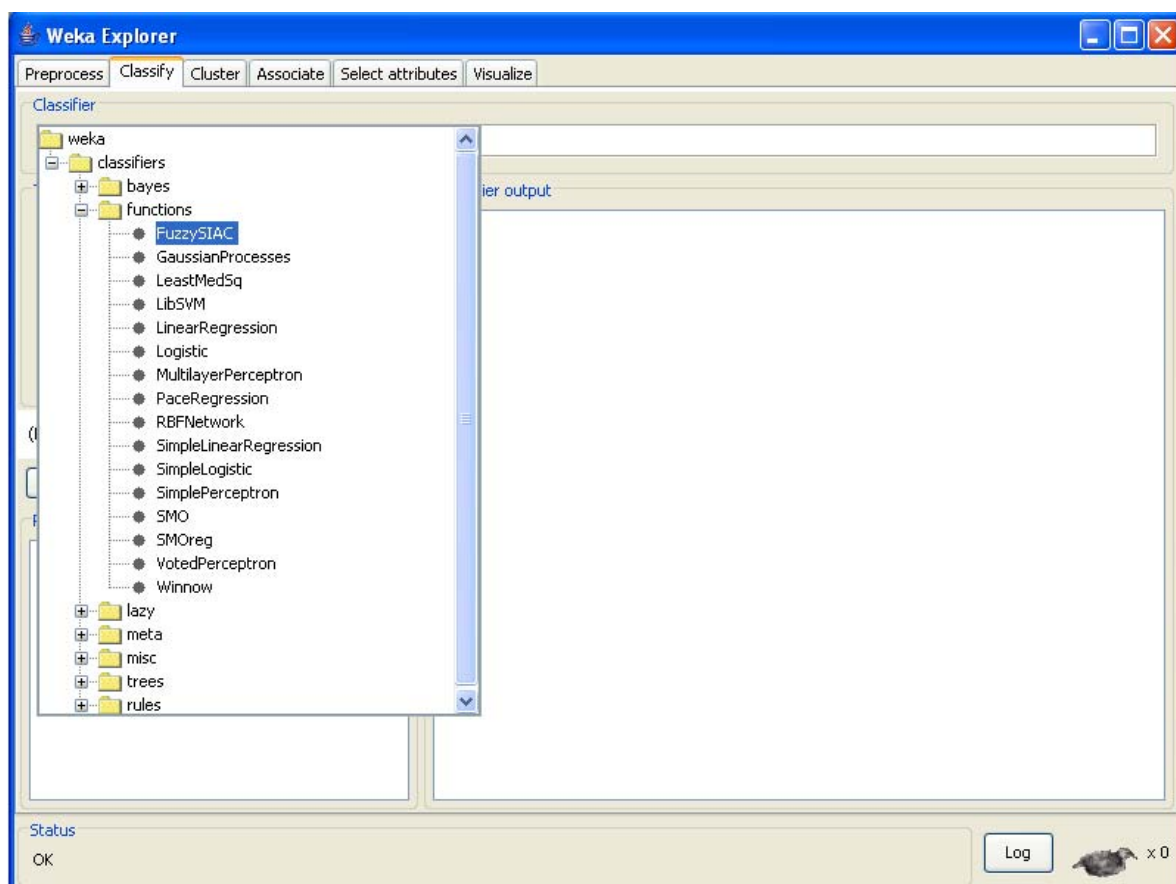 Weka Explorer
Preprocess Classify Cluster Associate Select attributes Visualize
Classifier
weka
classifiers
bayes
ier output
functions
FuzzySIAC
GaussianProcesses
LeastMedSq
LibSVM
LinearRegression
Logistic
MultilayerPerceptron
PaceRegression
RBFNetwork
SimpleLinearRegression
SimpleLogistic
SimplePerceptron
SMO
SMOreg
VotedPerceptron
Winnow
lazy
meta
misc
trees
rules
Status
OK
Log
x 0